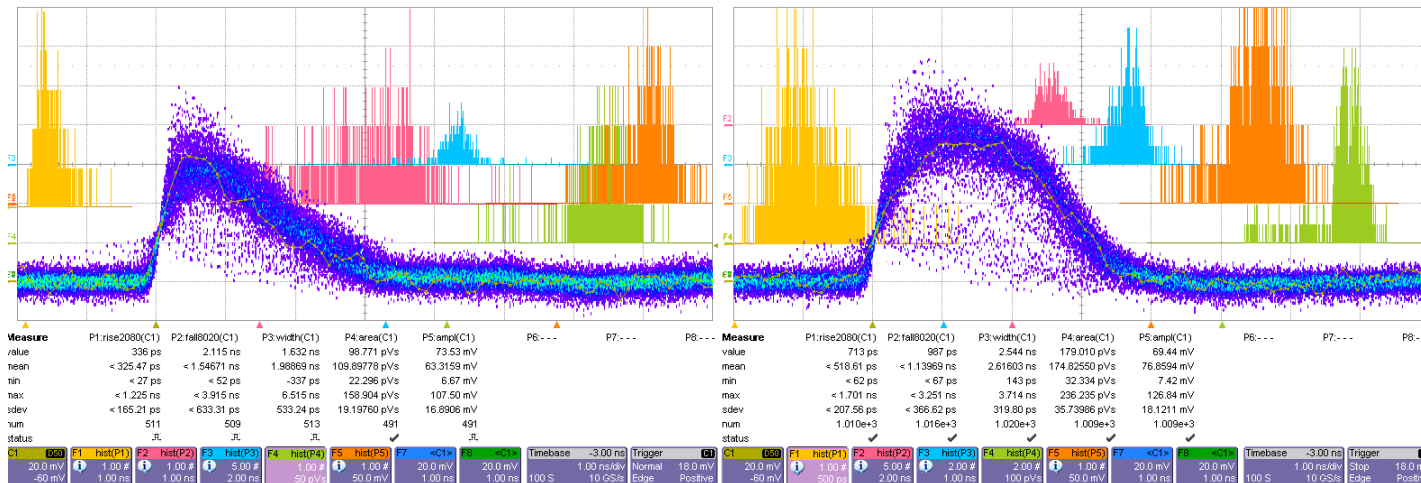 F3
F5
F4
Measure P1:rise2080(C1) P2:fall8020(C1) P3:width(C1) P4:area(C1) P5:ampl(C1) P6:- - - P7:- - - P8:- - -
value 336 ps 2.115 ns 1.632 ns 98.771 pVs 73.53 mV
mean < 325.47 ps < 1.54671 ns 1.98869 ns 109.89778 pVs 63.3159 mV
min < 27 ps < 52 ps -337 ps 22.296 pVs 6.67 mV
max < 1.225 ns < 3.915 ns 6.515 ns 158.904 pVs 107.50 mV
sdev < 165.21 ps < 633.31 ps 533.24 ps 19.19760 pVs 16.8906 mV
num 511 509 513 491 491
status
C1 D50 F1 hist(P1) F2 hist(P2) F3 hist(P3) F4 hist(P4) F5 hist(P5) F7 <C1> F8 <C1> Timebase -3.00 ns Trigger C1
20.0 mV 1.00 # 1.00 # 5.00 # 1.00 # 1.00 # 20.0 mV 20.0 mV 1.00 ns/div Normal 18.0 mV
-60 mV 1.00 ns 1.00 ns 2.00 ns 50 pVs 50.0 mV 1.00 ns 1.00 ns 100 S 10 GS/s Edge Positive
F2
F3
F5
F4
Measure P1:rise2080(C1) P2:fall8020(C1) P3:width(C1) P4:area(C1) P5:ampl(C1) P6:- - - P7:- - - P8:- - -
value 713 ps 987 ps 2.544 ns 179.010 pVs 69.44 mV
mean < 518.61 ps < 1.13969 ns 2.61603 ns 174.82550 pVs 76.8594 mV
min < 62 ps < 67 ps 143 ps 32.334 pVs 7.42 mV
max < 1.701 ns < 3.251 ns 3.714 ns 236.235 pVs 126.84 mV
sdev < 207.56 ps < 366.62 ps 319.80 ps 35.73986 pVs 18.1211 mV
num 1.010e+3 1.016e+3 1.020e+3 1.009e+3 1.009e+3
status
C1 D50 F1 hist(P1) F2 hist(P2) F3 hist(P3) F4 hist(P4) F5 hist(P5) F7 <C1> F8 <C1> Timebase -3.00 ns Trigger
20.0 mV 1.00 # 5.00 # 2.00 # 2.00 # 1.00 # 20.0 mV 20.0 mV 1.00 ns/div Stop 18.0 m
-60 mV 500 ps 1.00 ns 1.00 ns 100 pVs 50.0 mV 1.00 ns 1.00 ns 100 S 10 GS/s Edge Positive